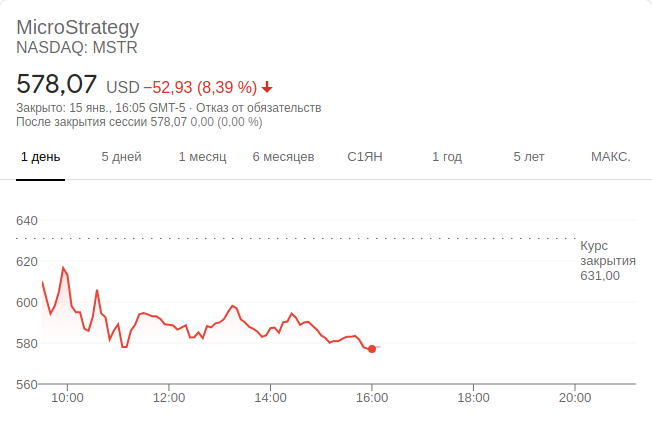 MicroStrategy
NASDAQ: MSTR
578,07 USD −52,93 (8,39 %)
Закрыто: 15 янв., 16:05 GMT-5 · Отказ от обязательств
После закрытия сессии 578,07 0,00 (0,00 %)
1 день 5 дней 1 месяц 6 месяцев С1ЯН 1 год 5 лет МАКС.
640
Курс
закрытия
631,00
620
600
580
560
10:00 12:00 14:00 16:00 18:00 20:00